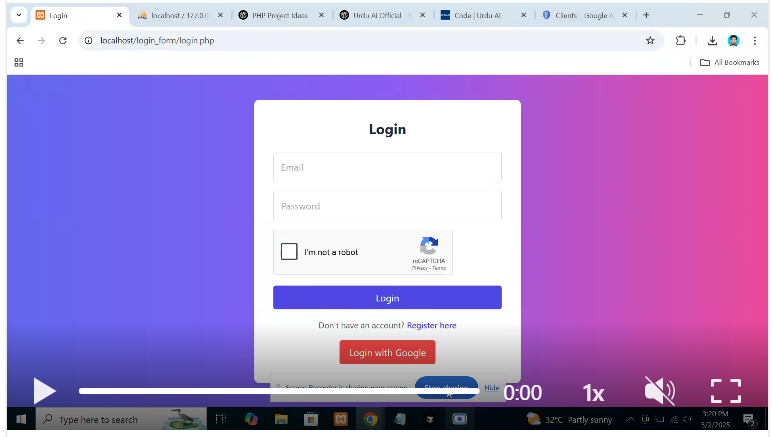 Login
localhost / 127.0.0
PHP Project Ideas
Urdu Ai Official
Code | Urdu Ai
Clients | Google A
localhost/login_form/login.php
All Bookmarks
Login
Email
Password
I'm not a robot
reCAPTCHA
Privacy - Terms
Login
Don't have an account? Register here
Login with Google
Screen Recorder is sharing your screen.
Stop sharing
Hide
0:00
1x
Type here to search
32°C Partly sunny
3:20 PM
5/2/2025